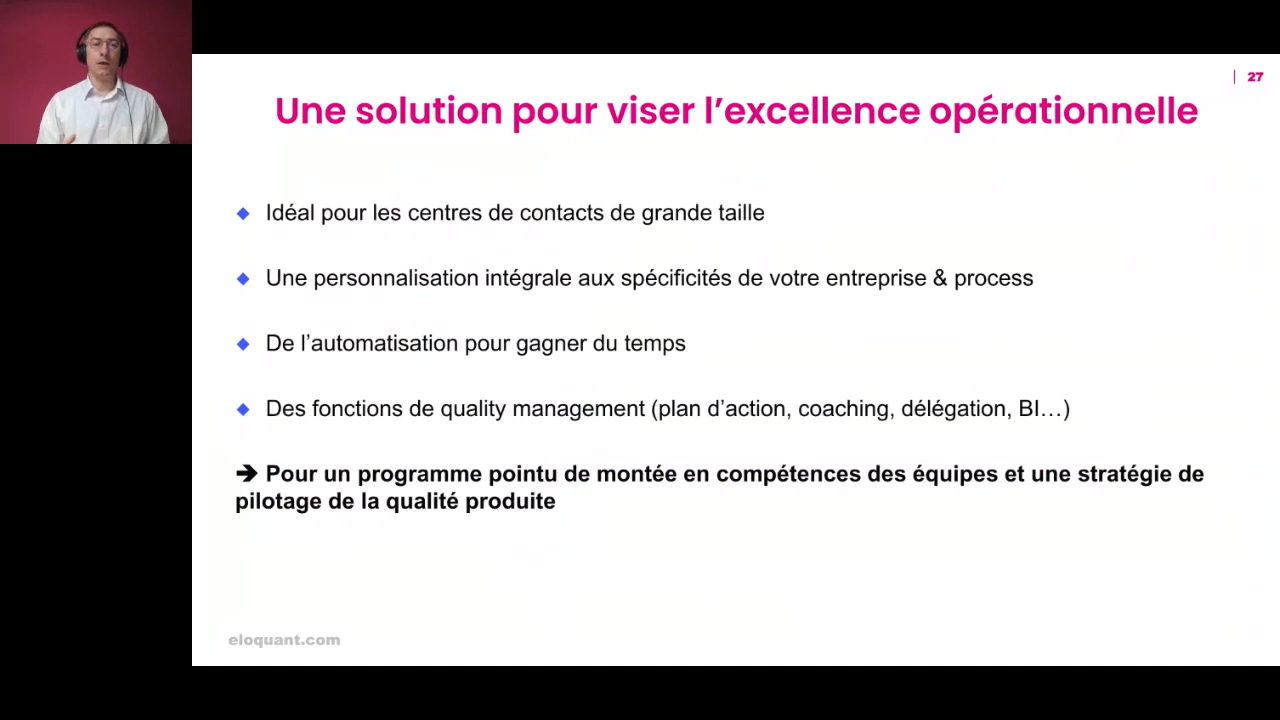 27
Une solution pour viser l’excellence opérationnelle
◆ Idéal pour les centres de contacts de grande taille
◆ Une personnalisation intégrale aux spécificités de votre entreprise & process
◆ De l’automatisation pour gagner du temps
◆ Des fonctions de quality management (plan d’action, coaching, délégation, BI…)
➔ Pour un programme pointu de montée en compétences des équipes et une stratégie de
pilotage de la qualité produite
eloquant.com